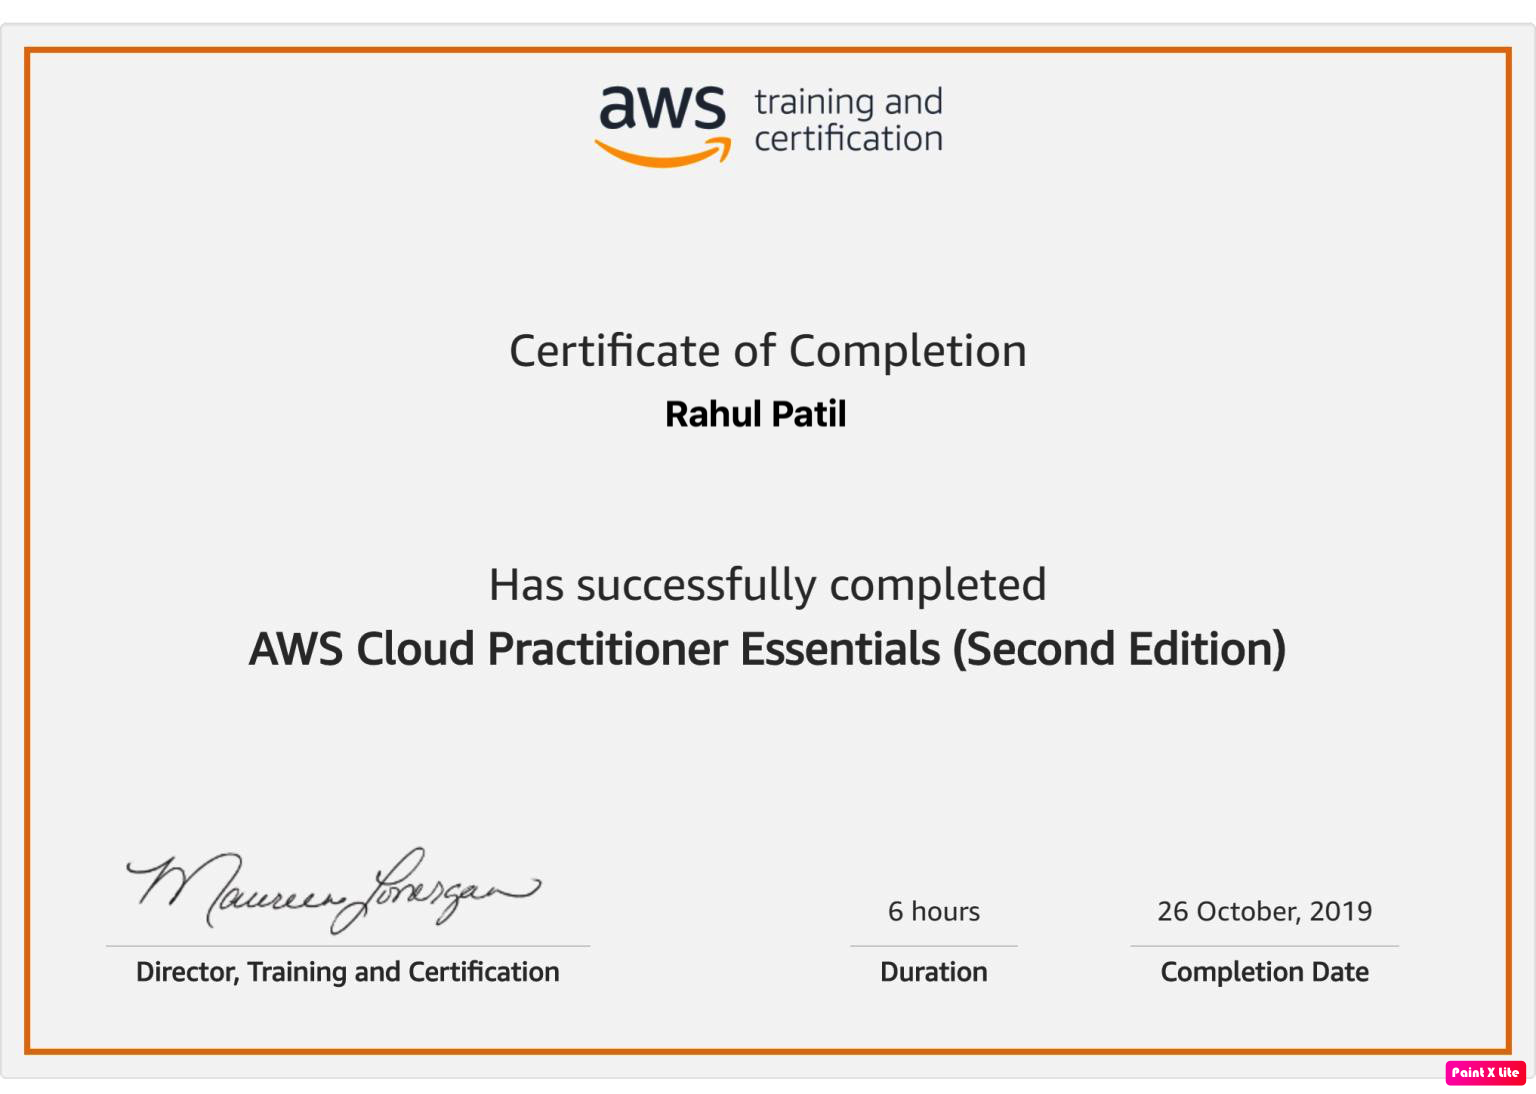 aws training and
certification
Certificate of Completion
Rahul Patil
Has successfully completed
AWS Cloud Practitioner Essentials (Second Edition)
Maureen Lonergan
6 hours
26 October, 2019
Director, Training and Certification
Duration
Completion Date
Paint X Lite